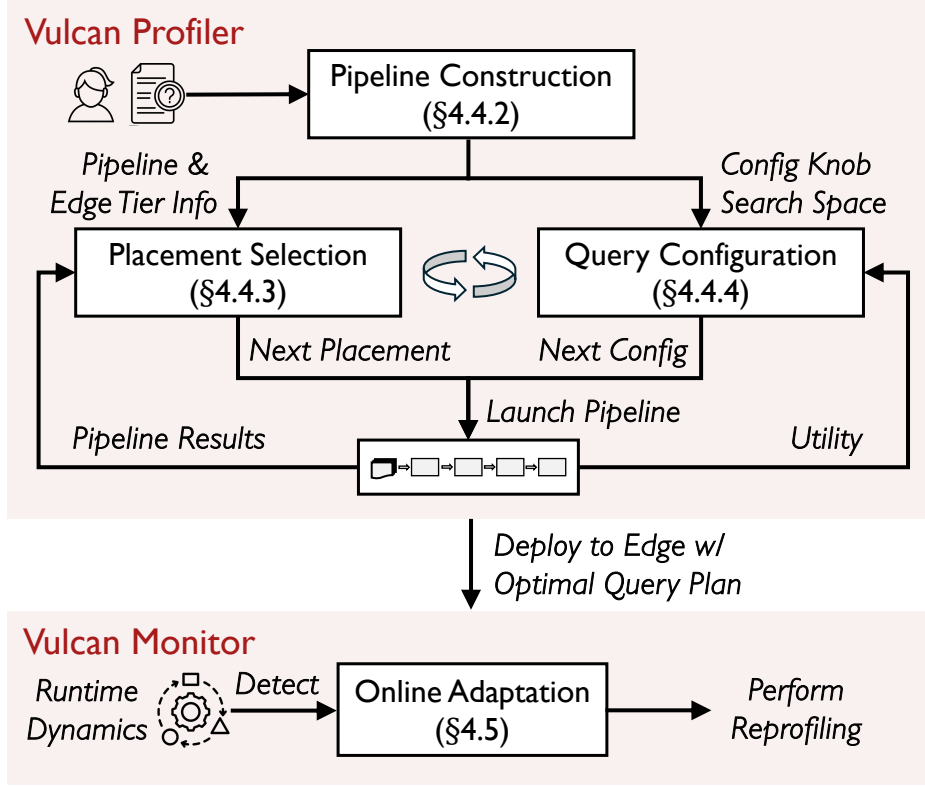 Vulcan Profiler
?
Pipeline Construction
(§4.4.2)
Pipeline &
Edge Tier Info
Config Knob
Search Space
Placement Selection
(§4.4.3)
Query Configuration
(§4.4.4)
Next Placement
Next Config
Launch Pipeline
Pipeline Results
Utility
Deploy to Edge w/
Optimal Query Plan
Vulcan Monitor
Runtime
Dynamics
Detect
Online Adaptation
(§4.5)
Perform
Reprofiling